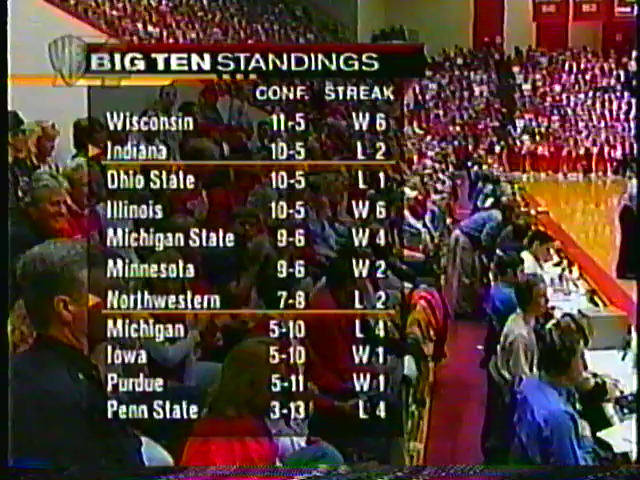 BIG TEN STANDINGS
CONF. STREAK
Wisconsin 11-5 W 6
Indiana 10-5 L 2
Ohio State 10-5 L 1
Illinois 10-5 W 6
Michigan State 9-6 W 4
Minnesota 9-6 W 2
Northwestern 7-8 L 2
Michigan 5-10 L 4
Iowa 5-10 W 1
Purdue 5-11 W 1
Penn State 3-13 L 4